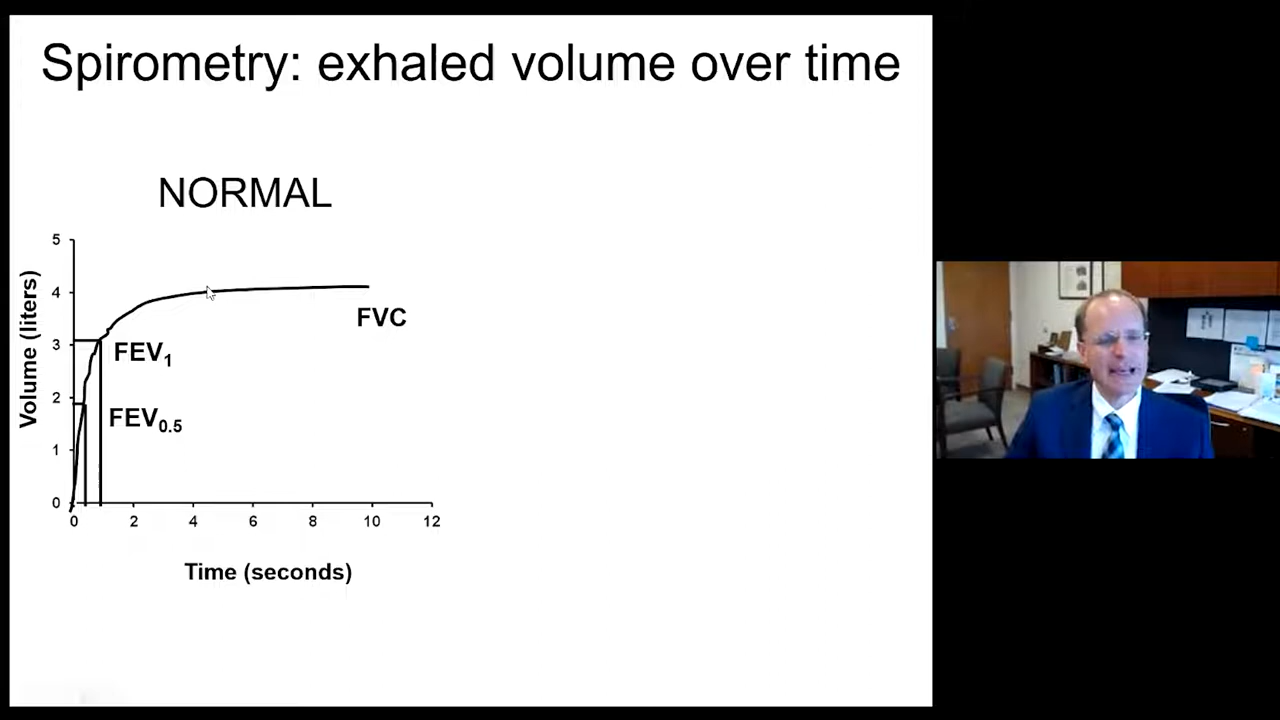 Spirometry: exhaled volume over time
NORMAL
Volume (liters)
5
4
3
2
1
0
FVC
FEV1
FEV0.5
0 2 4 6 8 10 12
Time (seconds)